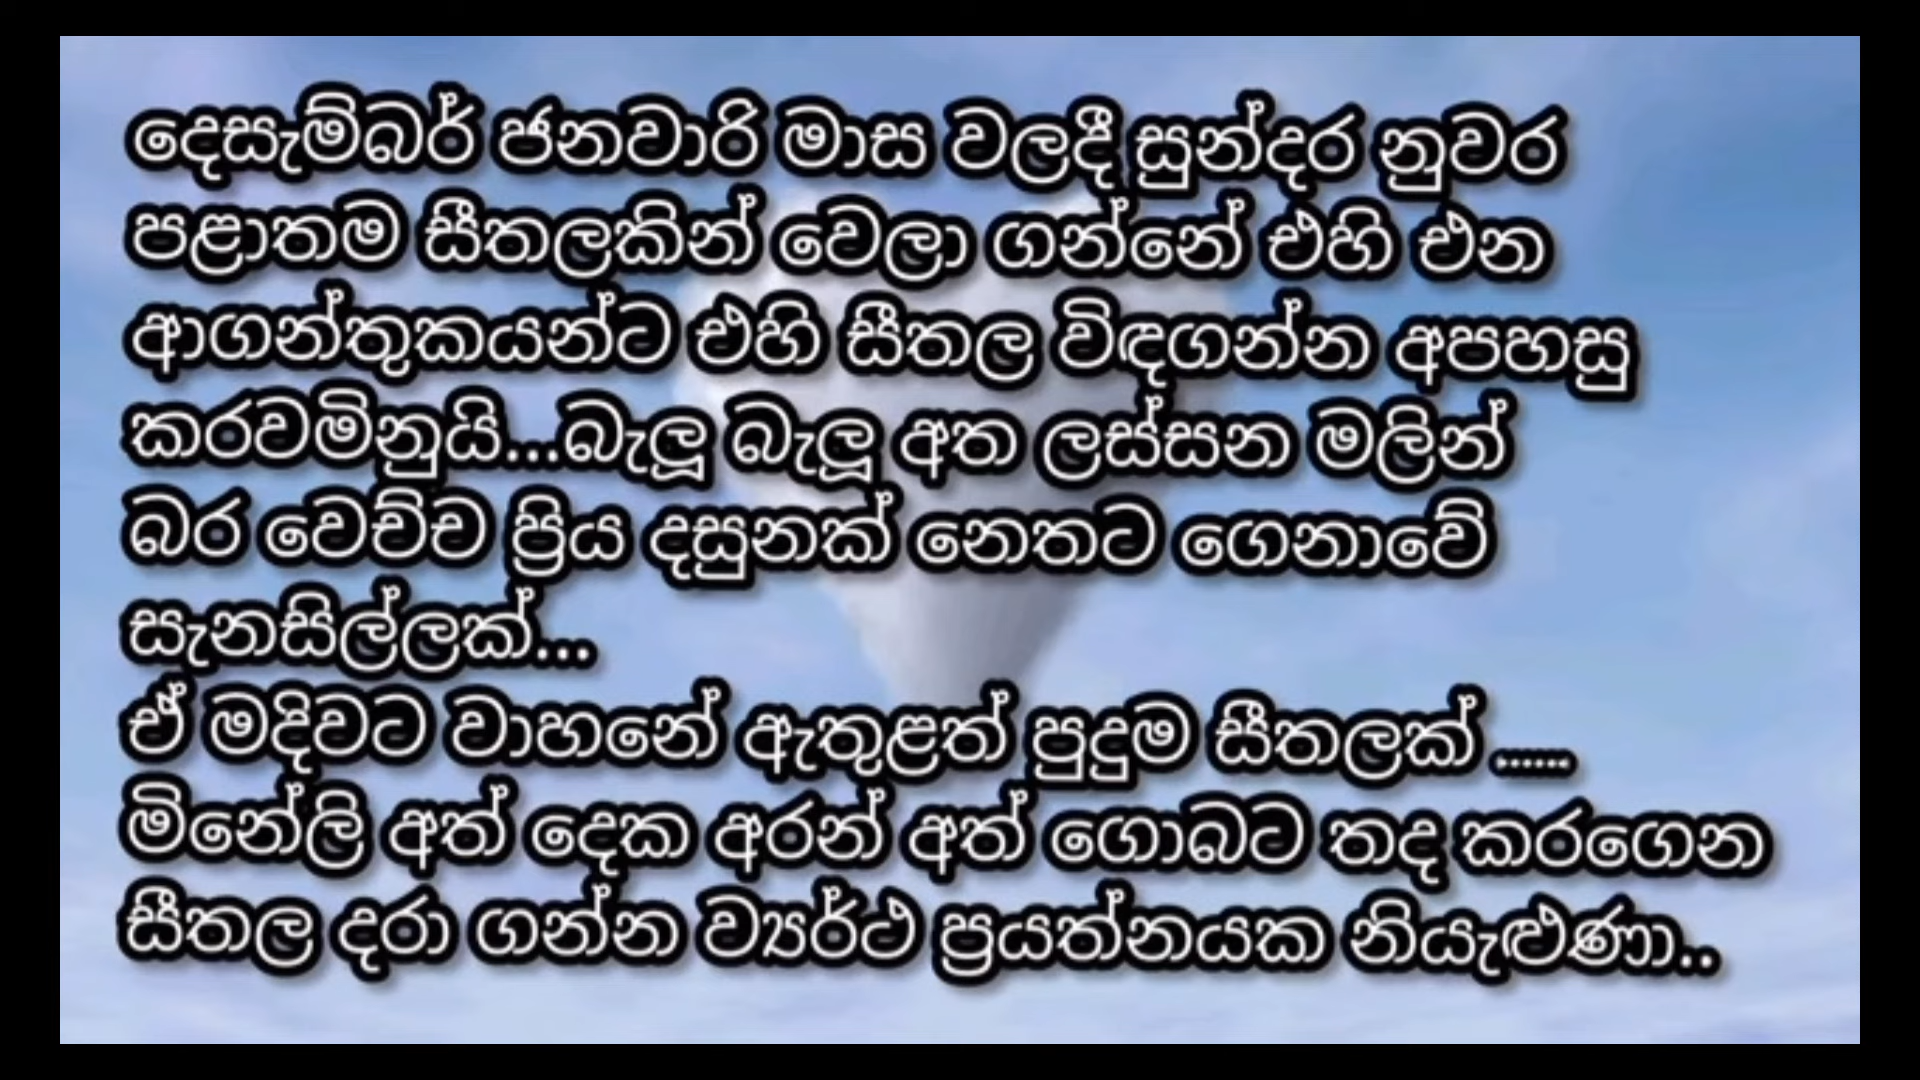 දෙසැම්බර් ජනවාරි මාස වලදී සුන්දර නුවර
පළාතම සීතලකින් වෙලා ගන්නේ එහි එන
ආගන්තුකයන්ට එහි සීතල විඳගන්න අපහසු
කරවමිනුයි...බැලූ බැලූ අත ලස්සන මලින්
බර වෙච්ච ප්‍රිය දසුනක් නෙතට ගෙනාවේ
සැනසිල්ලක්...
ඒ මදිවට වාහනේ ඇතුළත් පුදුම සීතලක් ......
මිනේලි අත් දෙක අරන් අත් ගොබට තද කරගෙන
සීතල දරා ගන්න ව්‍යර්ථ ප්‍රයත්නයක නියැළුණා..